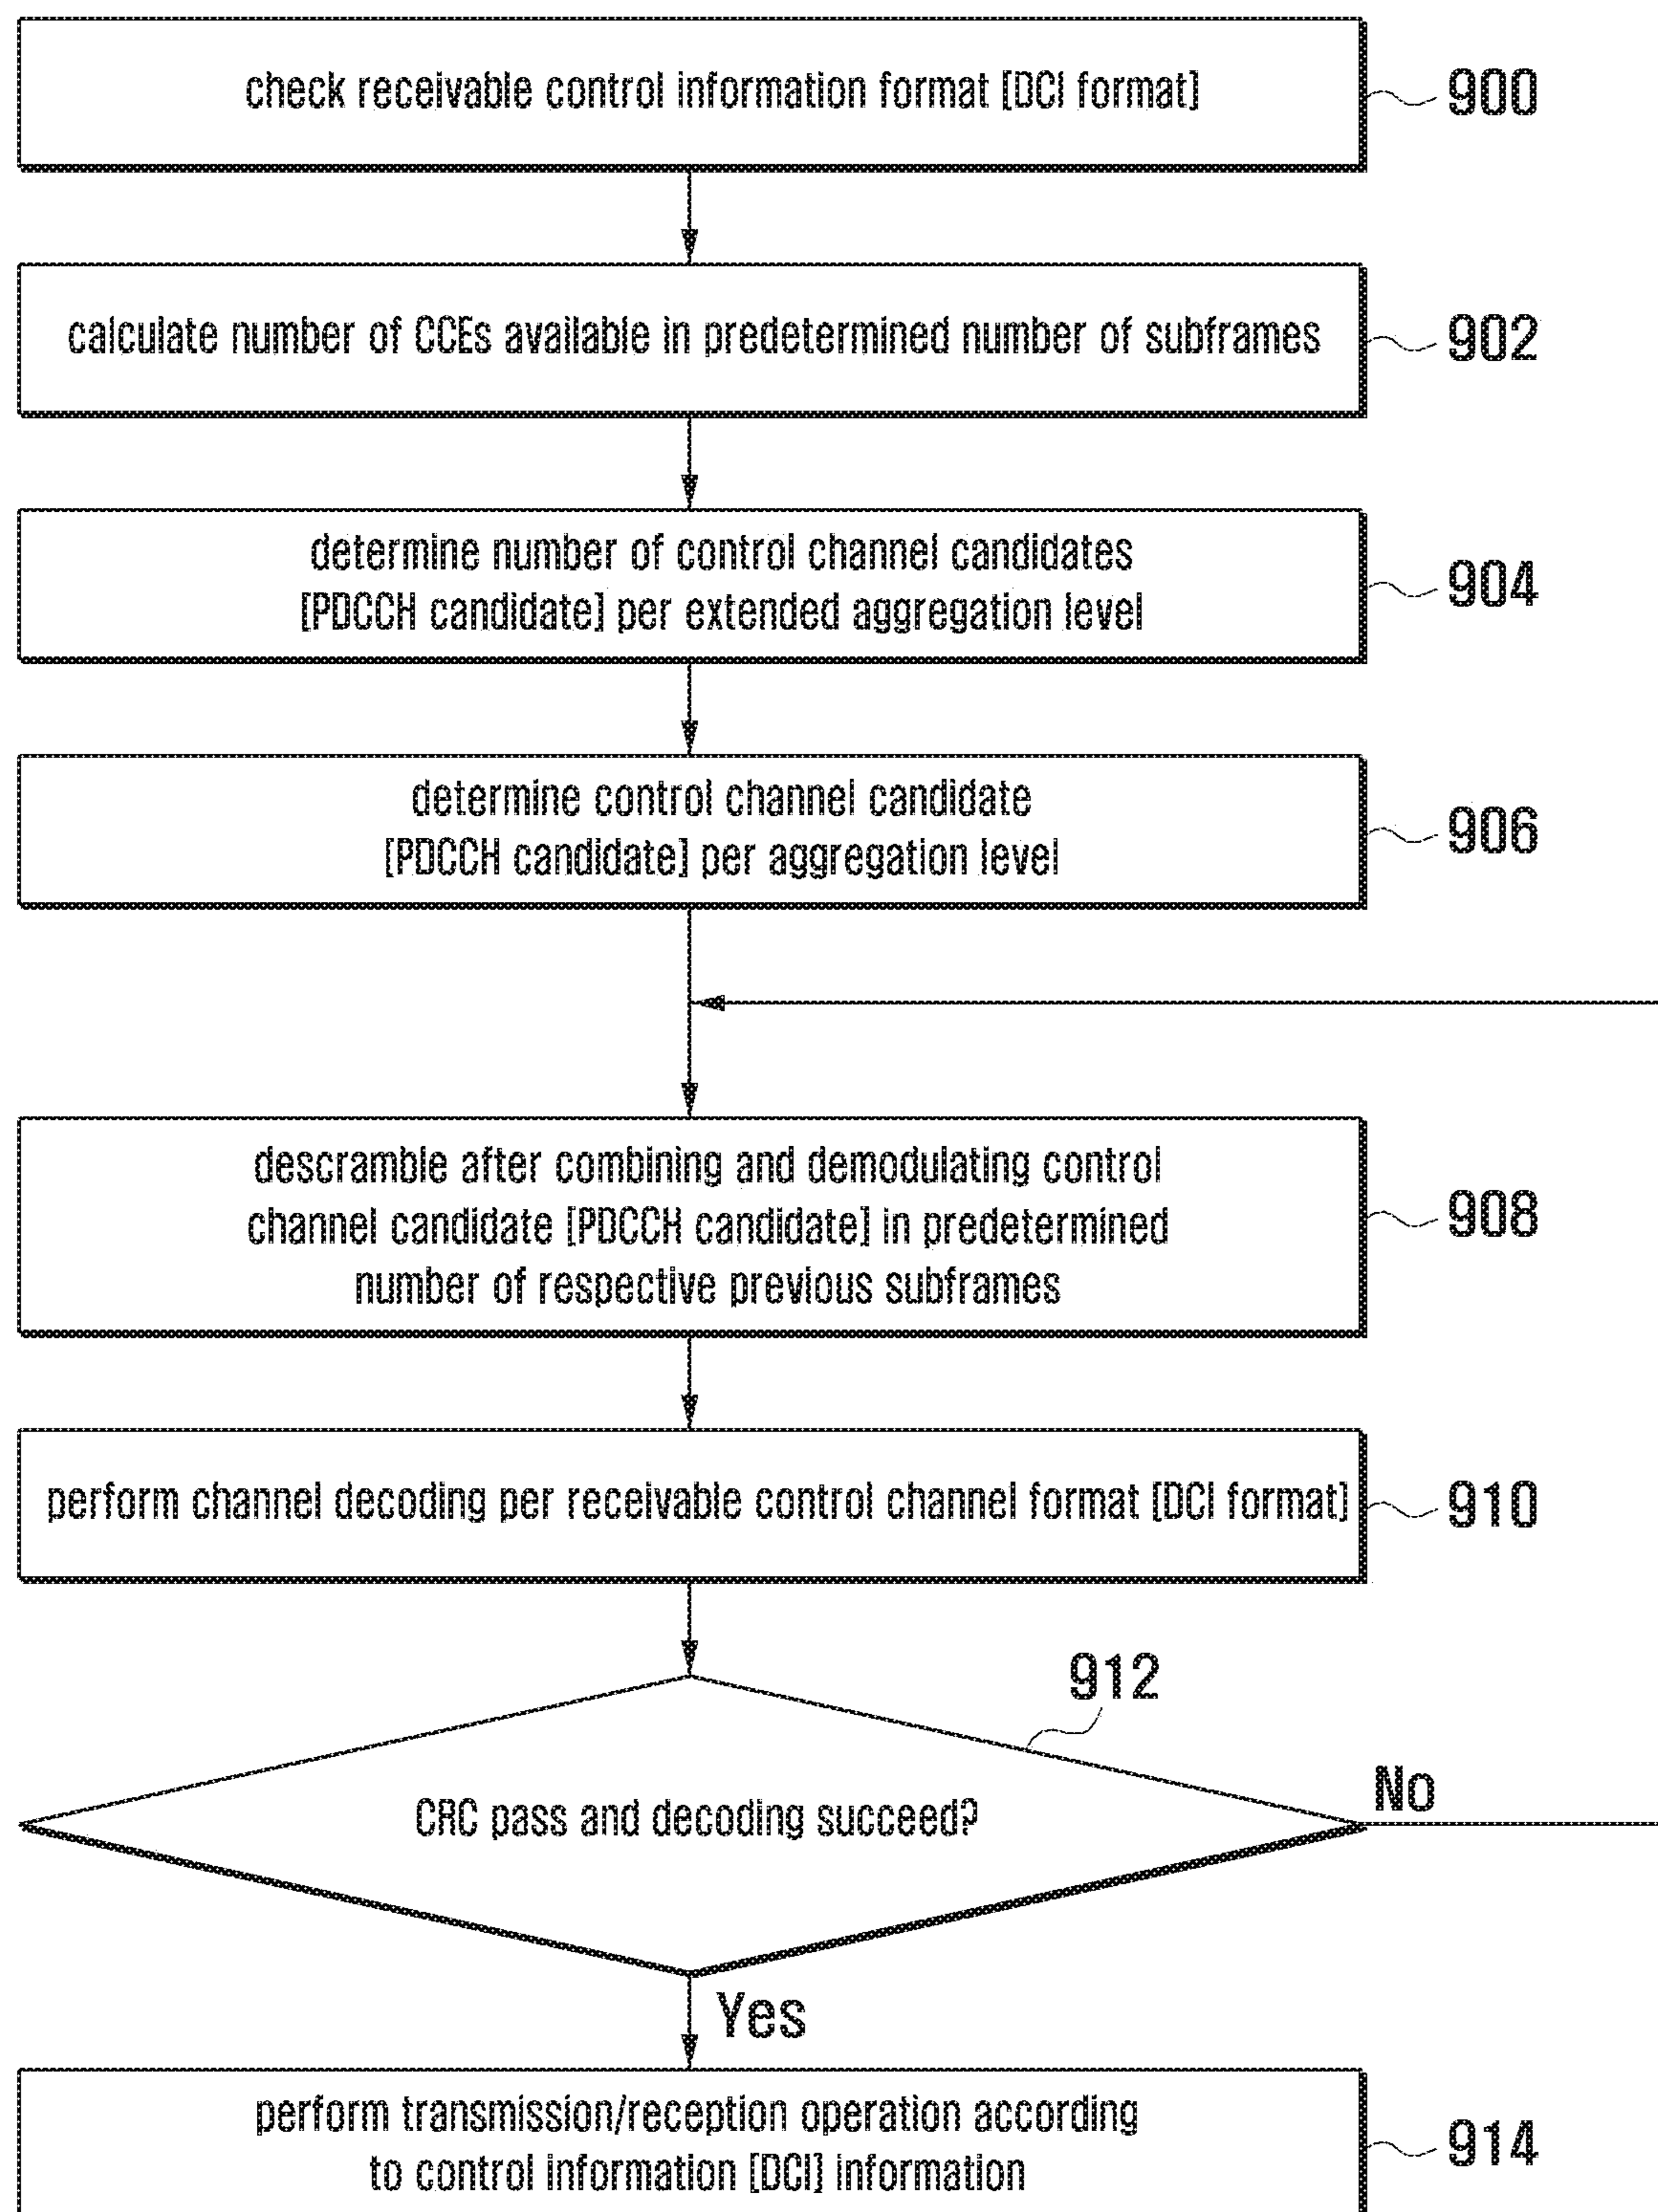 check receivable control information format [DCI format]
900
calculate number of CCEs available in predetermined number of subframes
902
determine number of control channel candidates
[PDCCH candidate] per extended aggregation level
904
determine control channel candidate
[PDCCH candidate] per aggregation level
906
descramble after combining and demodulating control
channel candidate [PDCCH candidate] in predetermined
number of respective previous subframes
908
perform channel decoding per receivable control channel format [DCI format]
910
912
CRC pass and decoding succeed?
No
Yes
perform transmission/reception operation according
to control information [DCI] information
914